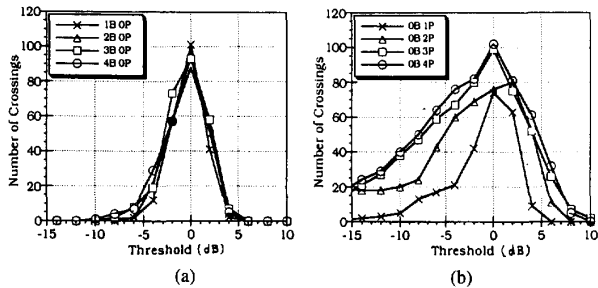 120
100
80
60
40
20
0
Number of Crossings
1B 0P
2B 0P
3B 0P
4B 0P
-15 -10 -5 0 5 10
Threshold (dB)
(a)
120
100
80
60
40
20
0
Number of Crossings
0B 1P
0B 2P
0B 3P
0B 4P
-15 -10 -5 0 5 10
Threshold (dB)
(b)